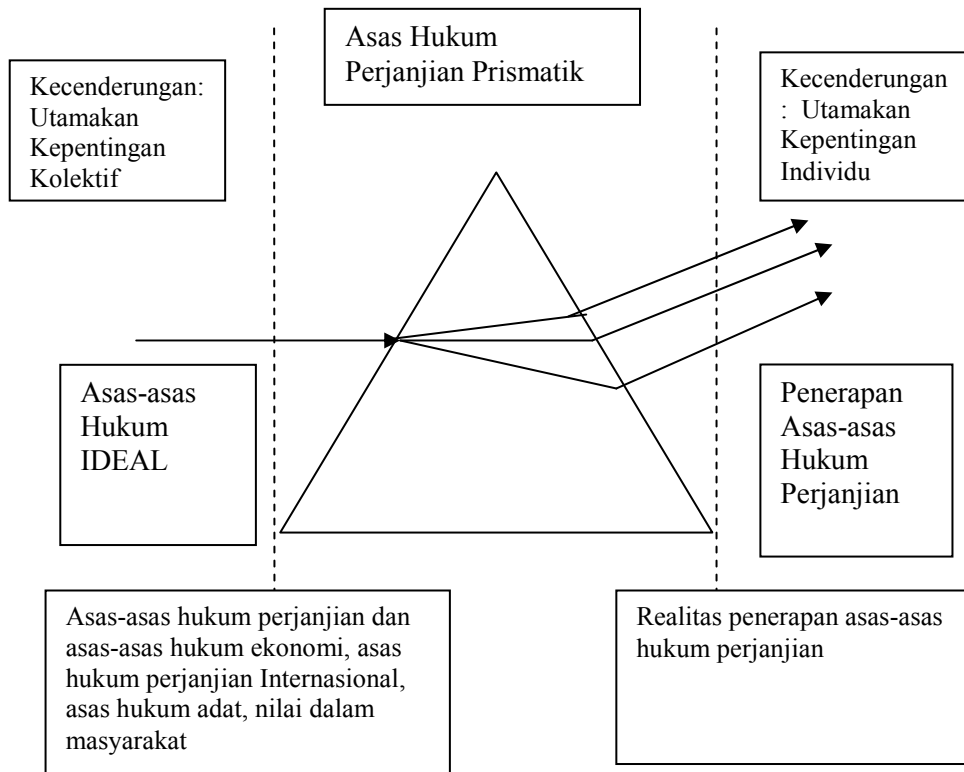 Asas Hukum
Perjanjian Prismatik
Kecenderungan:
Utamakan
Kepentingan
Kolektif
Kecenderungan
: Utamakan
Kepentingan
Individu
Asas-asas
Hukum
IDEAL
Penerapan
Asas-asas
Hukum
Perjanjian
Asas-asas hukum perjanjian dan
asas-asas hukum ekonomi, asas
hukum perjanjian Internasional,
asas hukum adat, nilai dalam
masyarakat
Realitas penerapan asas-asas
hukum perjanjian